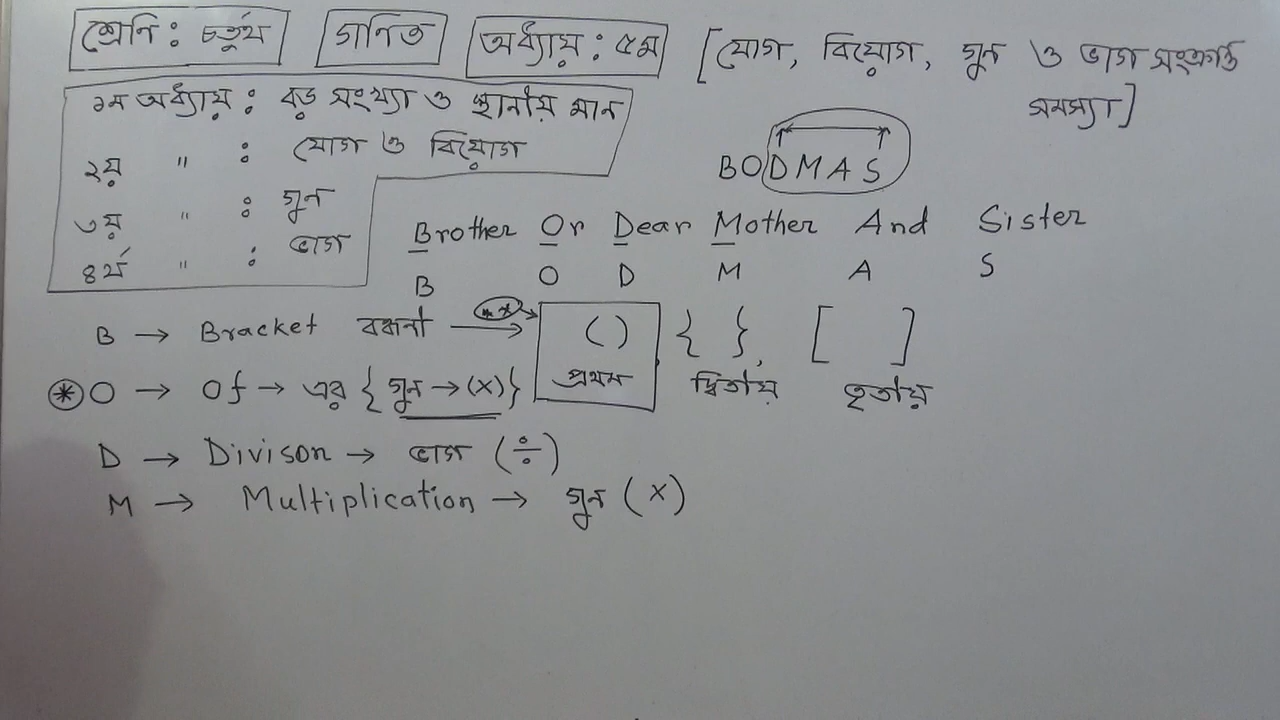 শ্রেনি : চতুর্থ গনিত অধ্যায় : ৫ম [যোগ, বিয়োগ, গুন ও ভাগ সংক্রান্ত
সমস্যা]
১ম অধ্যায় : বড় সংখ্যা ও স্থানীয় মান
২য় " : যোগ ও বিয়োগ
৩য় " : গুন
৪র্থ " : ভাগ
BODMAS
Brother Or Dear Mother And Sister
B O D M A S
B → Bracket বন্ধনী → () { }, [ ]
প্রথম দ্বিতীয় তৃতীয়
* O → Of → এর { গুন → (×) }
D → Divison → ভাগ (÷)
M → Multiplication → গুন (×)